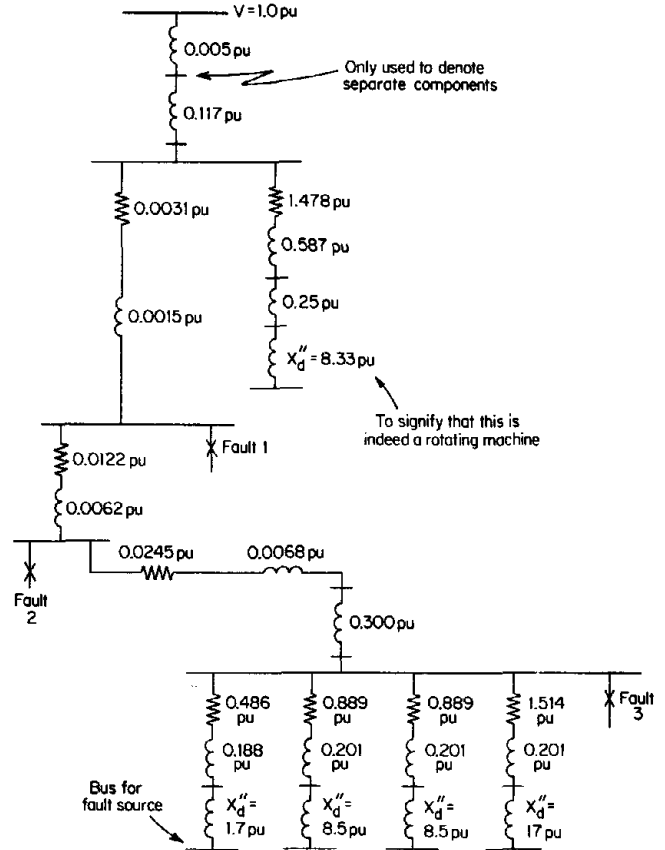 V = 1.0 pu
0.005 pu
Only used to denote
separate components
0.117 pu
0.0031 pu
1.478 pu
0.587 pu
0.25 pu
0.0015 pu
X″d = 8.33 pu
To signify that this is
indeed a rotating machine
Fault 1
0.0122 pu
0.0062 pu
0.0245 pu
0.0068 pu
Fault
2
0.300 pu
0.486
pu
0.889
pu
0.889
pu
1.514
pu
Fault
3
0.188
pu
0.201
pu
0.201
pu
0.201
pu
Bus for
fault source
X″d =
1.7 pu
X″d =
8.5 pu
X″d =
8.5 pu
X″d =
17 pu